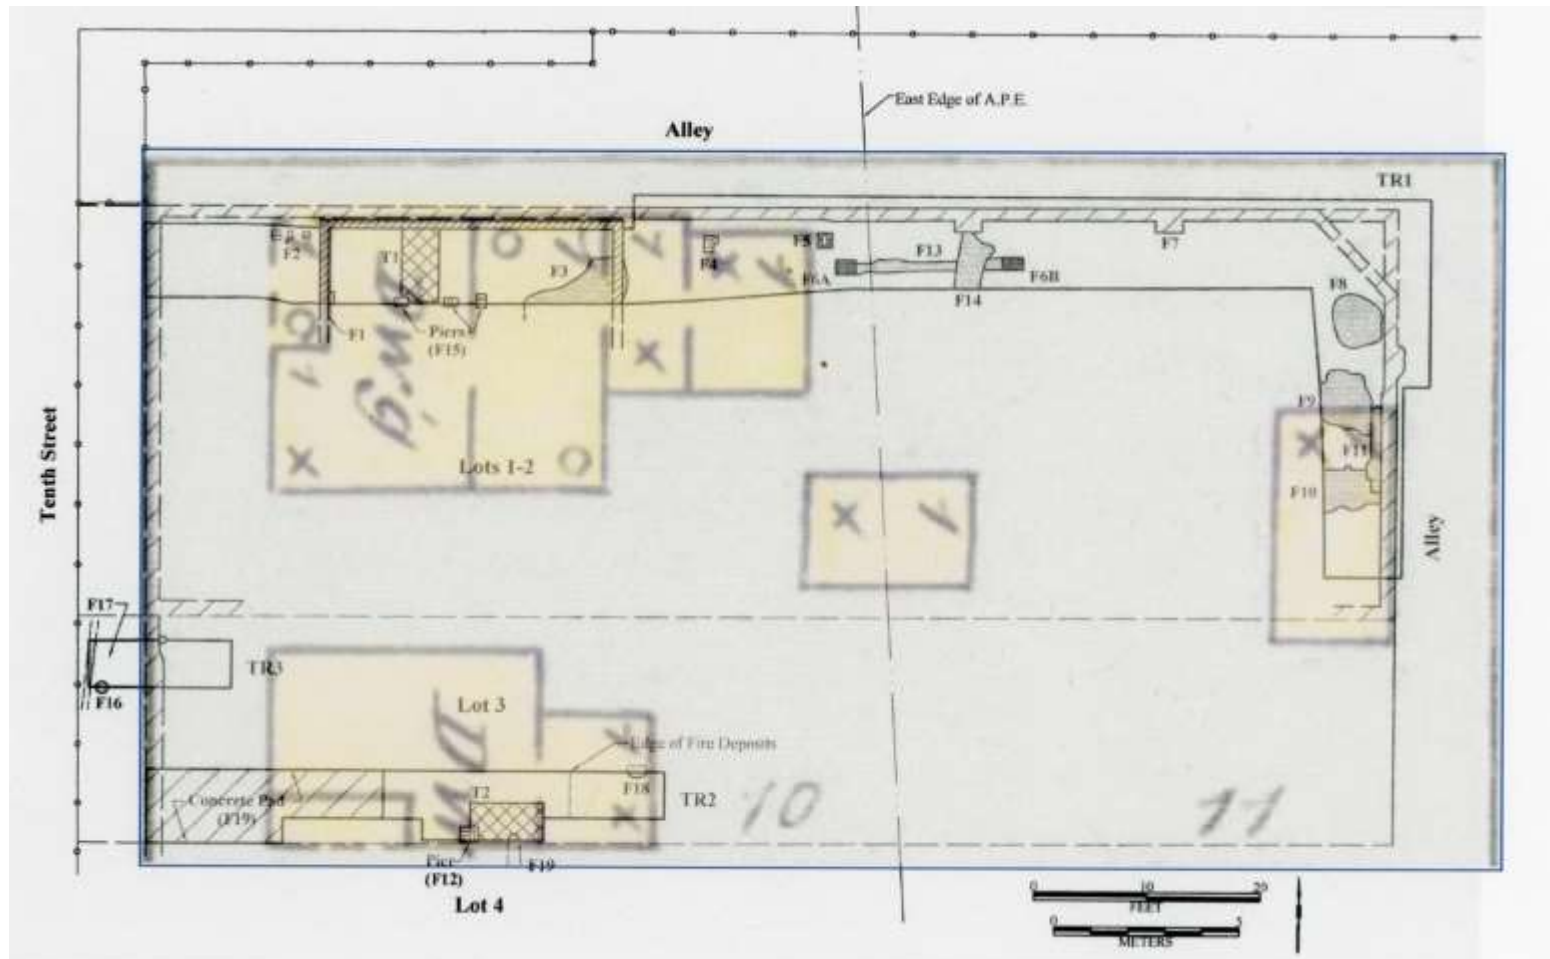 East Edge of A.P.E.
Alley
TR1
F2
T1
F3
F4
F5
F13
F7
F6A
F6B
F14
F8
F1
Piers
(F15)
Dw'g
F9
Lots 1-2
F11
F10
Tenth Street
Alley
F17
TR3
F16
Lot 3
Edge of Fire Deposits
Concrete Pad
(F19)
T2
F18
TR2
10
11
Pier
(F12)
F19
Lot 4
0 10 20
FEET
0 5
METERS